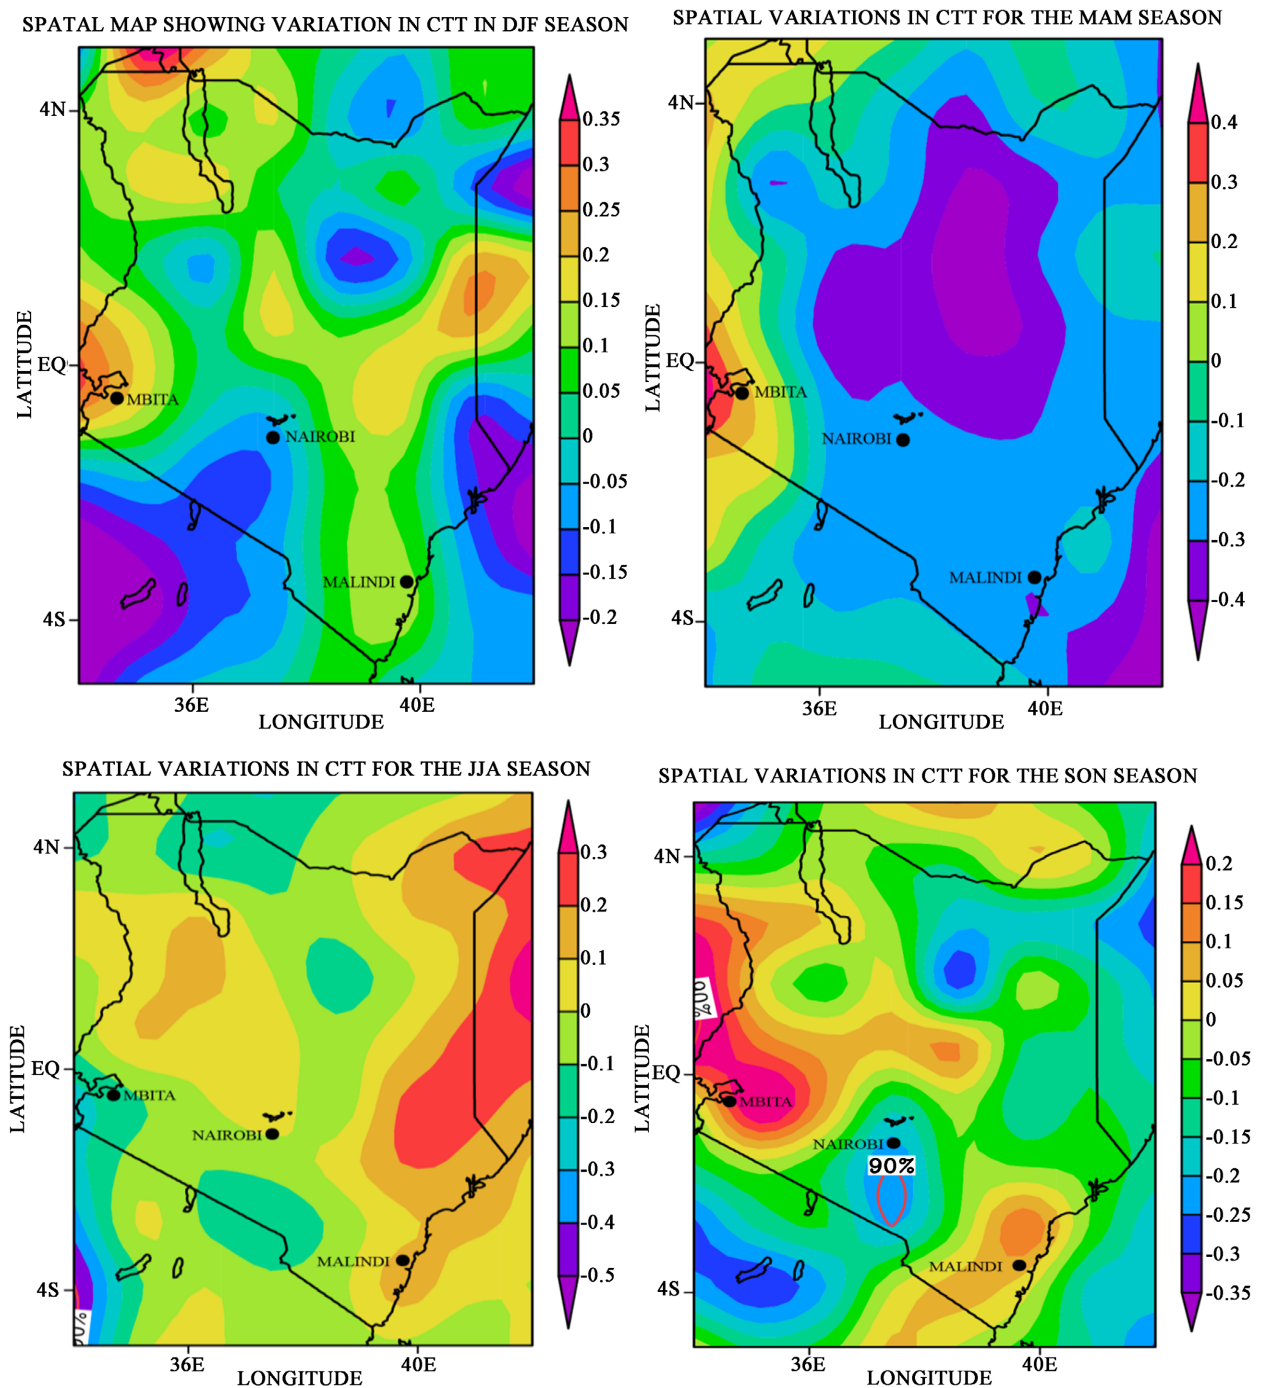 SPATAL MAP SHOWING VARIATION IN CTT IN DJF SEASON
4N
EQ
4S
LATITUDE
MBITA
NAIROBI
MALINDI
36E
40E
LONGITUDE
0.35
0.3
0.25
0.2
0.15
0.1
0.05
0
-0.05
-0.1
-0.15
-0.2
SPATIAL VARIATIONS IN CTT FOR THE MAM SEASON
4N
EQ
4S
LATITUDE
MBITA
NAIROBI
MALINDI
36E
40E
LONGITUDE
0.4
0.3
0.2
0.1
0
-0.1
-0.2
-0.3
-0.4
SPATIAL VARIATIONS IN CTT FOR THE JJA SEASON
4N
EQ
4S
LATITUDE
MBITA
NAIROBI
MALINDI
36E
40E
LONGITUDE
0.3
0.2
0.1
0
-0.1
-0.2
-0.3
-0.4
-0.5
SPATIAL VARIATIONS IN CTT FOR THE SON SEASON
4N
EQ
4S
LATITUDE
MBITA
NAIROBI
90%
MALINDI
36E
40E
LONGITUDE
0.2
0.15
0.1
0.05
0
-0.05
-0.1
-0.15
-0.2
-0.25
-0.3
-0.35